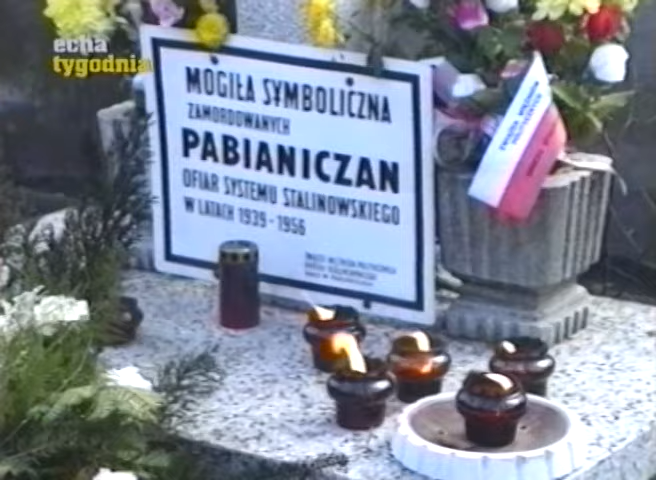 echa
tygodnia
MOGIŁA SYMBOLICZNA
ZAMORDOWANYCH
PABIANICZAN
OFIAR SYSTEMU STALINOWSKIEGO
W LATACH 1939-1956